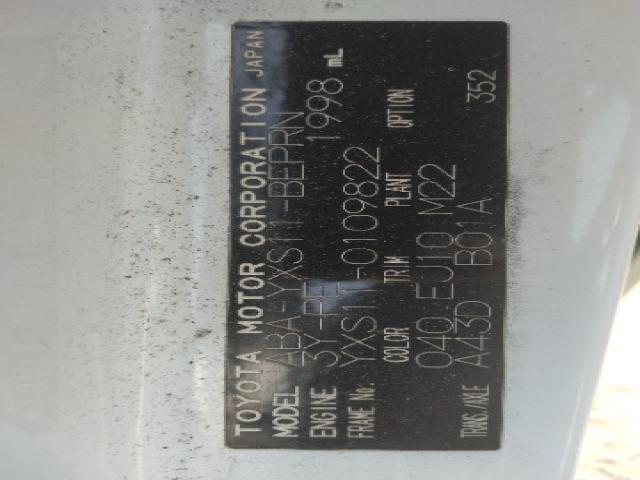 TOYOTA MOTOR CORPORATION JAPAN
MODEL ABA-YXS11-BEPRN
ENGINE 3Y-PE 1998 mL
FRAME No. YXS11-0109822
COLOR TRIM PLANT OPTION
040 EJ10 M22
TRANS./AXLE A43D B01A 352